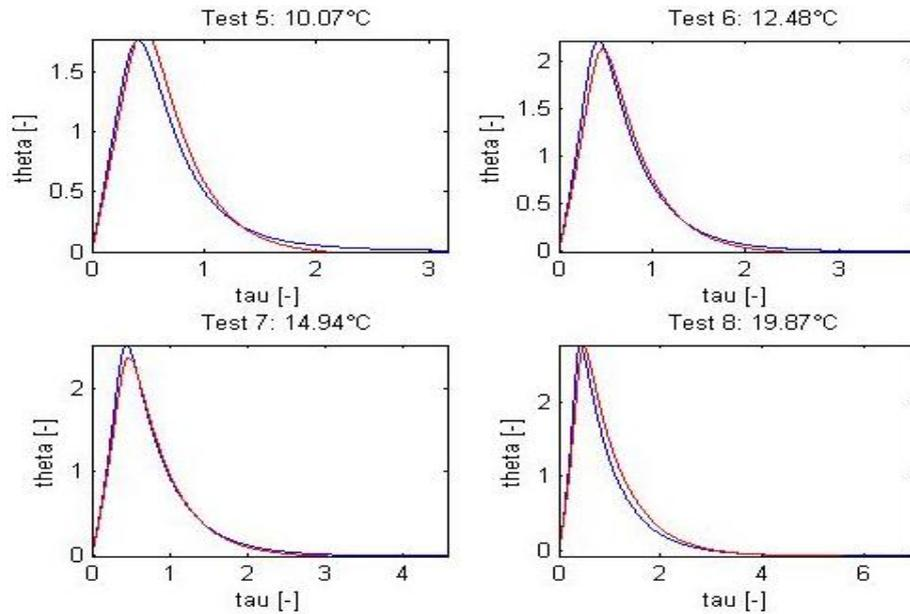 Test 5: 10.07°C
1.5
1
0.5
0
theta [-]
0 1 2 3
tau [-]
Test 6: 12.48°C
2
1.5
1
0.5
0
theta [-]
0 1 2 3
tau [-]
Test 7: 14.94°C
2
1
0
theta [-]
0 1 2 3 4
tau [-]
Test 8: 19.87°C
2
1
0
theta [-]
0 2 4 6
tau [-]